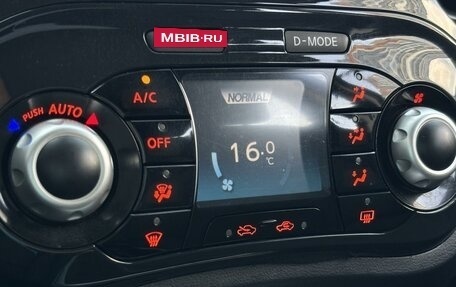 MBIB.RU
D-MODE
A/C
NORMAL
PUSH AUTO
OFF
16.0
°C